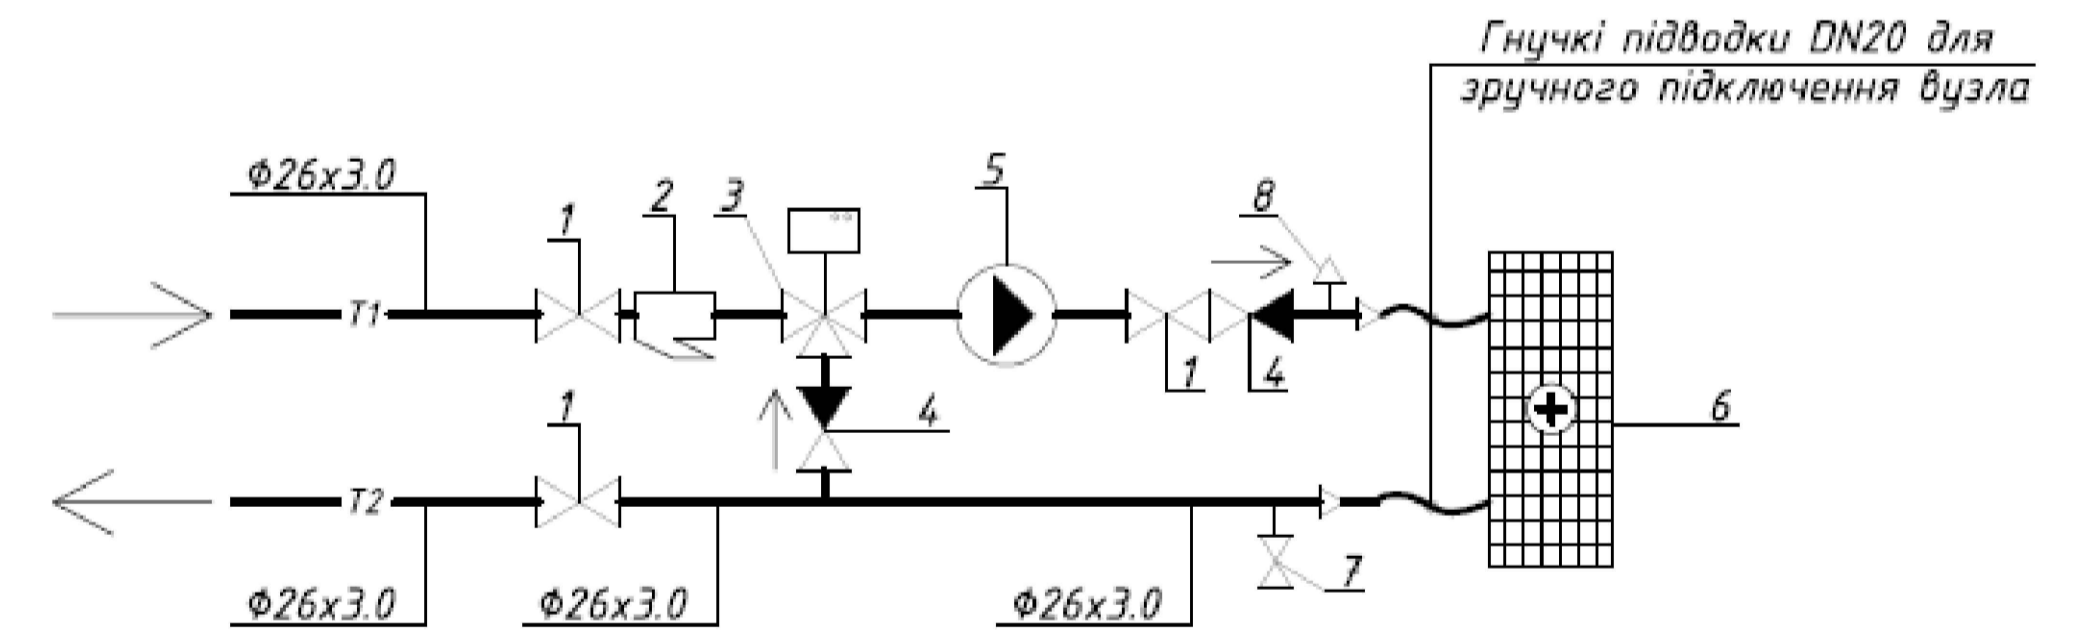 Гнучкі підводки DN20 для
зручного підключення вузла
Ф26х3.0
1
2
3
5
8
T1
1
4
1
4
6
T2
7
Ф26х3.0
Ф26х3.0
Ф26х3.0